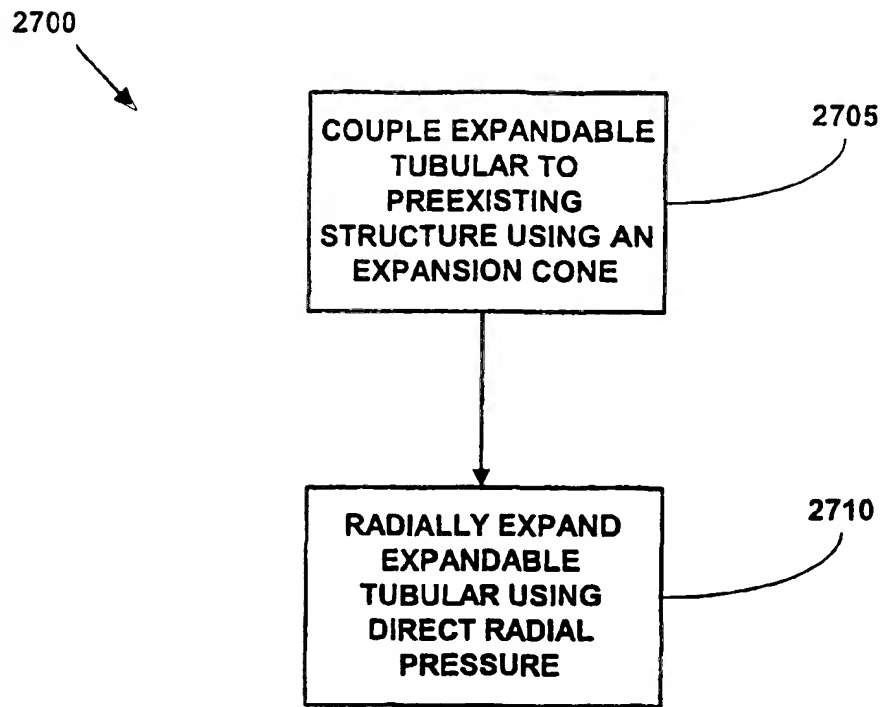 2700
2705
COUPLE EXPANDABLE
TUBULAR TO
PREEXISTING
STRUCTURE USING AN
EXPANSION CONE
2710
RADIALLY EXPAND
EXPANDABLE
TUBULAR USING
DIRECT RADIAL
PRESSURE